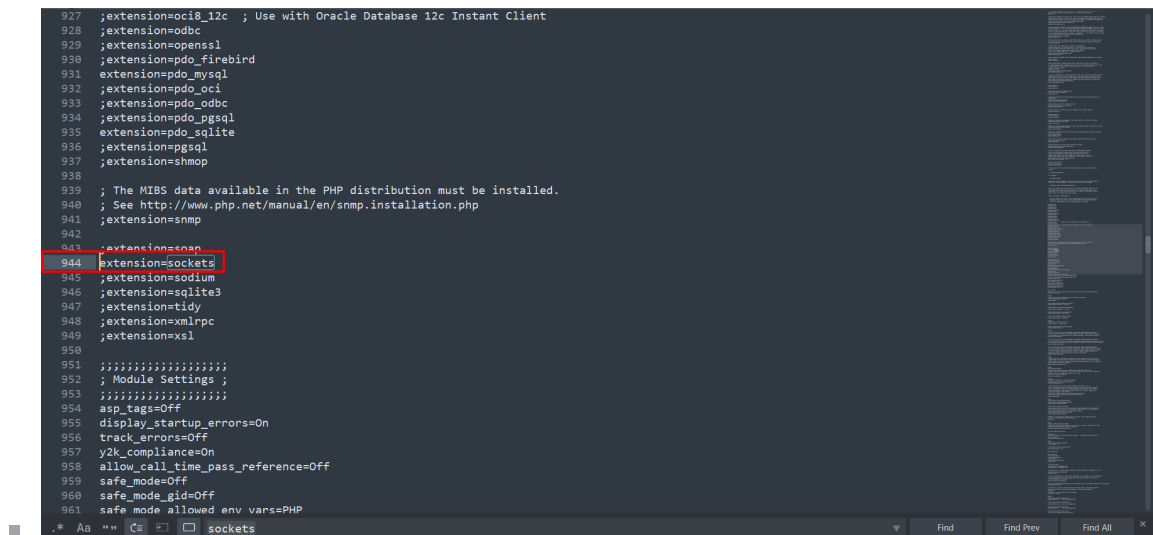 927 ;extension=oci8_12c  ; Use with Oracle Database 12c Instant Client
928 ;extension=odbc
929 ;extension=openssl
930 ;extension=pdo_firebird
931 extension=pdo_mysql
932 ;extension=pdo_oci
933 ;extension=pdo_odbc
934 ;extension=pdo_pgsql
935 extension=pdo_sqlite
936 ;extension=pgsql
937 ;extension=shmop
938
939 ; The MIBS data available in the PHP distribution must be installed.
940 ; See http://www.php.net/manual/en/snmp.installation.php
941 ;extension=snmp
942
943 ;extension=soap
944 extension=sockets
945 ;extension=sodium
946 ;extension=sqlite3
947 ;extension=tidy
948 ;extension=xmlrpc
949 ;extension=xsl
950
951 ;;;;;;;;;;;;;;;;;;;
952 ; Module Settings ;
953 ;;;;;;;;;;;;;;;;;;;
954 asp_tags=Off
955 display_startup_errors=On
956 track_errors=Off
957 y2k_compliance=On
958 allow_call_time_pass_reference=Off
959 safe_mode=Off
960 safe_mode_gid=Off
961 safe_mode_allowed_env_vars=PHP
.* Aa "" sockets Find Find Prev Find All ×